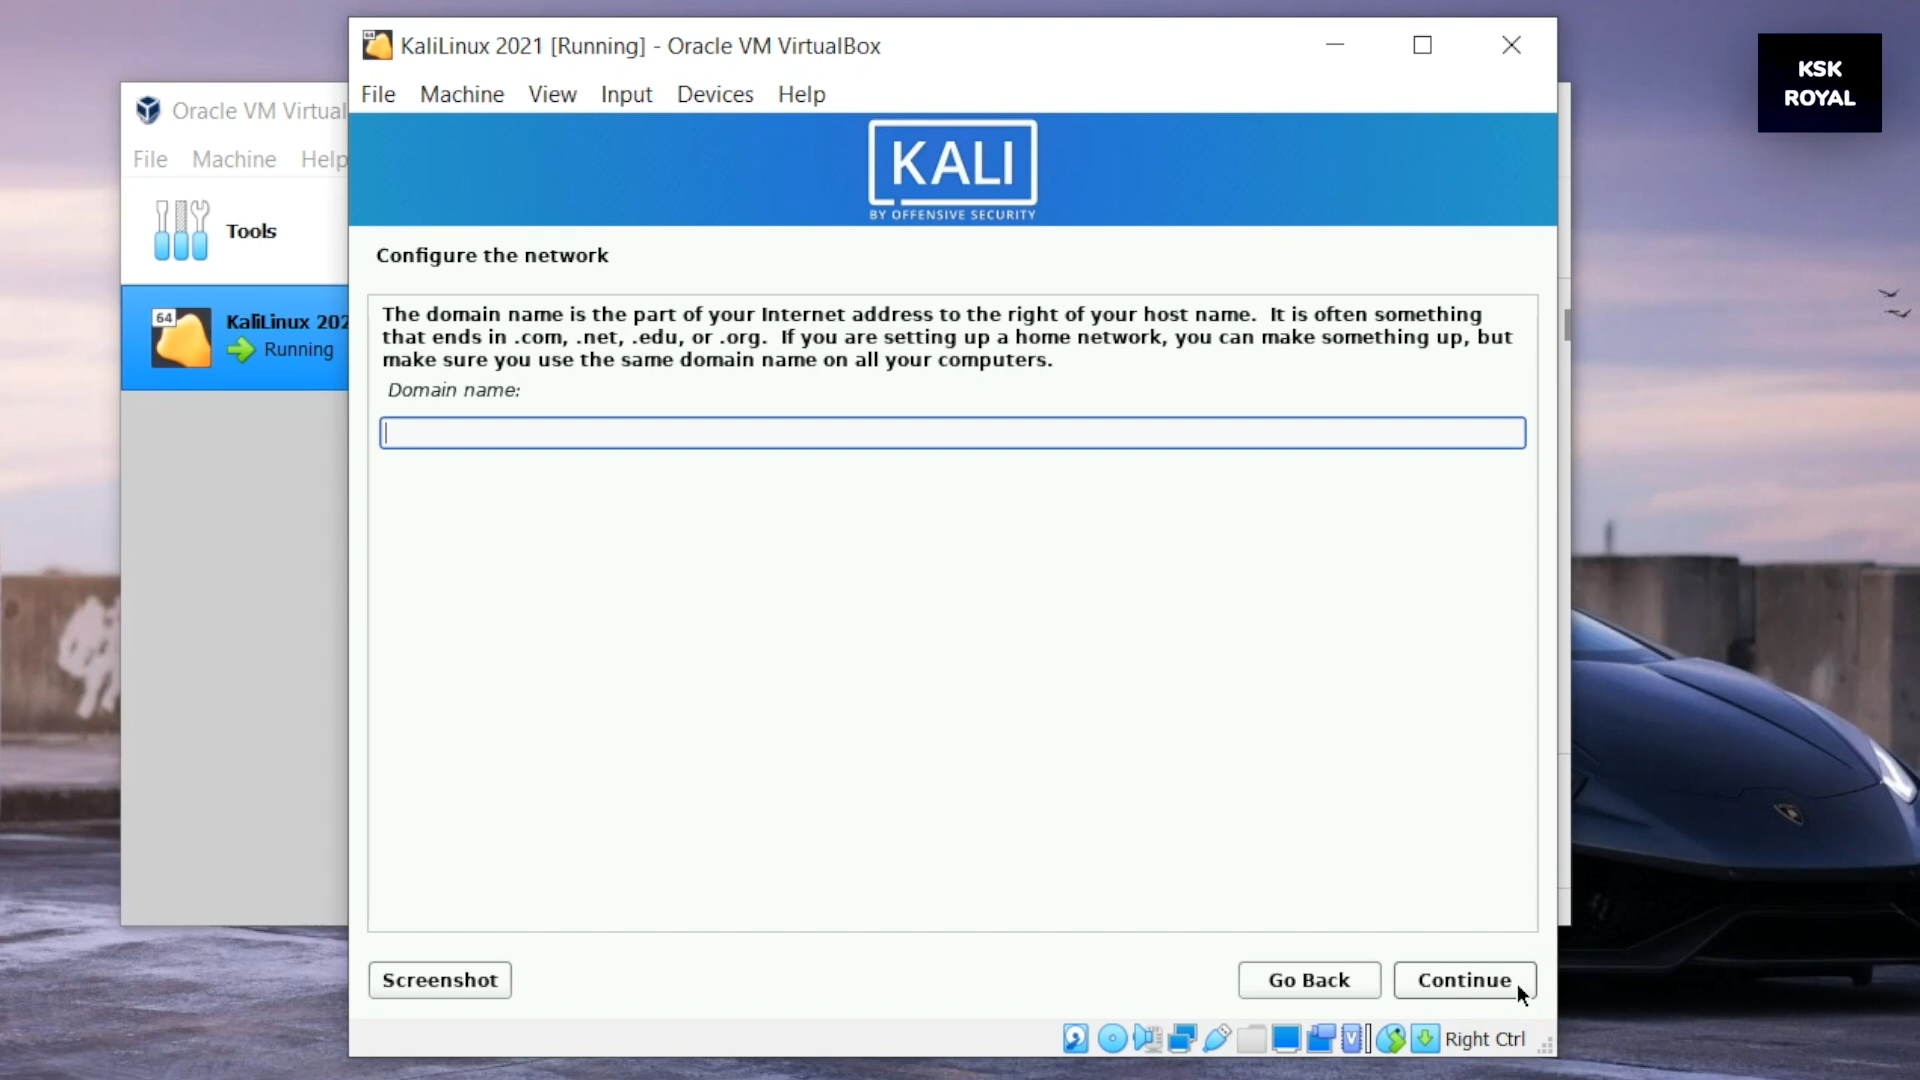 KaliLinux 2021 [Running] - Oracle VM VirtualBox
File Machine View Input Devices Help
KSK
ROYAL
Oracle VM Virtual
File Machine Help
Tools
64
KaliLinux 202
Running
KALI
BY OFFENSIVE SECURITY
Configure the network
The domain name is the part of your Internet address to the right of your host name.  It is often something
that ends in .com, .net, .edu, or .org.  If you are setting up a home network, you can make something up, but
make sure you use the same domain name on all your computers.
Domain name:
Screenshot
Go Back
Continue
Right Ctrl